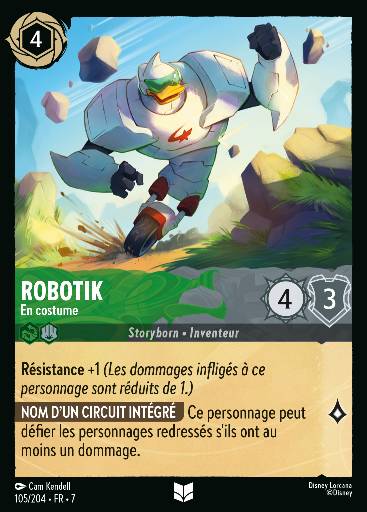 4
ROBOTIK
En costume
4
3
Storyborn • Inventeur
Résistance +1 (Les dommages infligés à ce
personnage sont réduits de 1.)
NOM D'UN CIRCUIT INTÉGRÉ Ce personnage peut
défier les personnages redressés s'ils ont au
moins un dommage.
Cam Kendell
105/204 • FR • 7
Disney Lorcana
©Disney